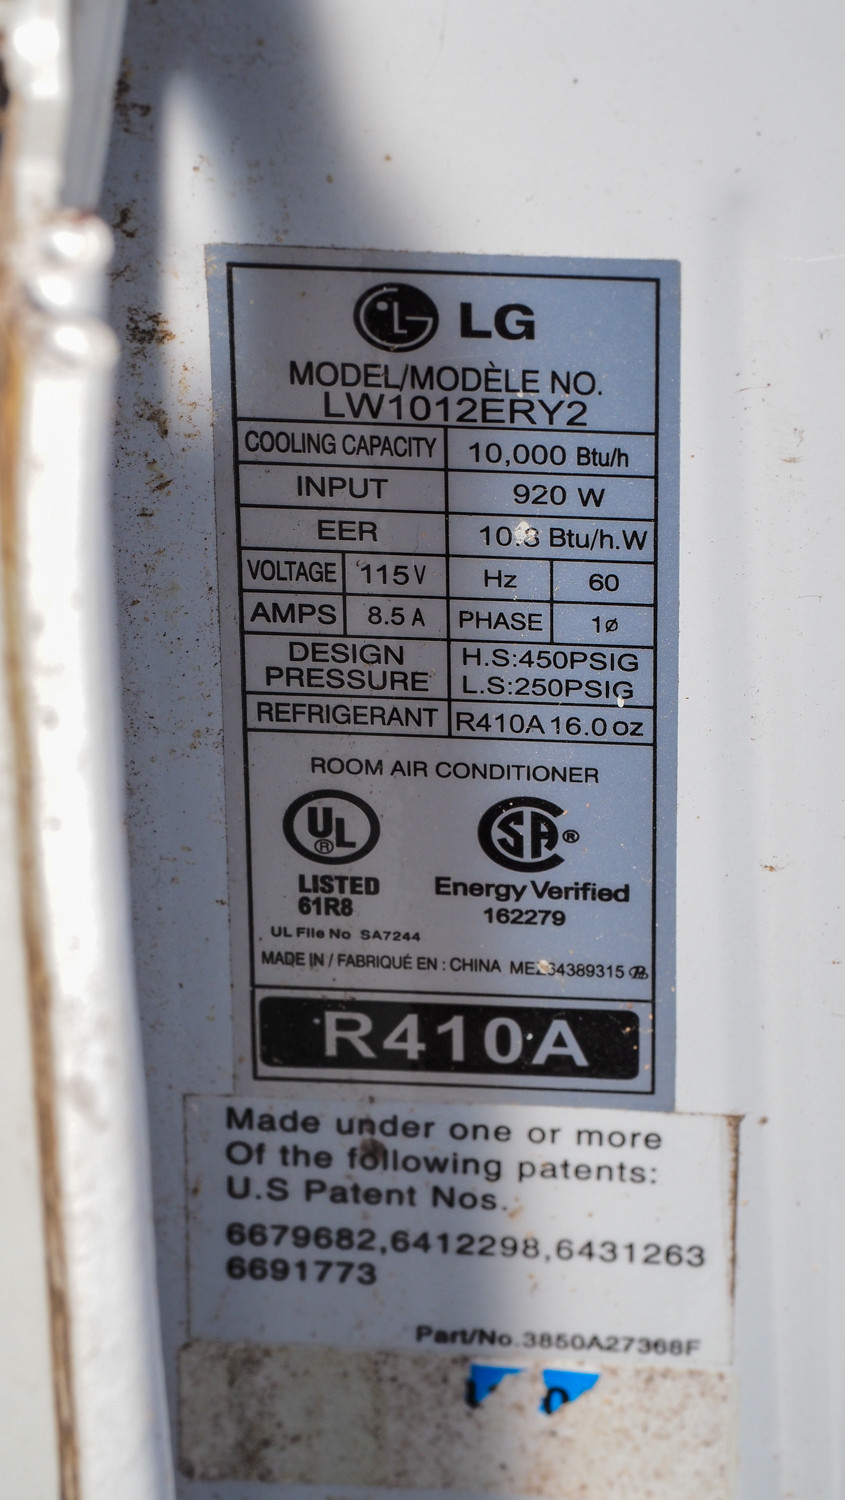 LG
MODEL/MODÈLE NO.
LW1012ERY2
COOLING CAPACITY 10,000 Btu/h
INPUT 920 W
EER 10.8 Btu/h.W
VOLTAGE 115V Hz 60
AMPS 8.5 A PHASE 1ø
DESIGN PRESSURE H.S:450PSIG
L.S:250PSIG
REFRIGERANT R410A 16.0 oz
ROOM AIR CONDITIONER
UL ® SA ®
LISTED Energy Verified
61R8 162279
UL File No SA7244
MADE IN / FABRIQUÉ EN : CHINA
R410A
Made under one or more
Of the following patents:
U.S Patent Nos.
6679682,6412298,6431263
6691773
Part/No.3850A27368F